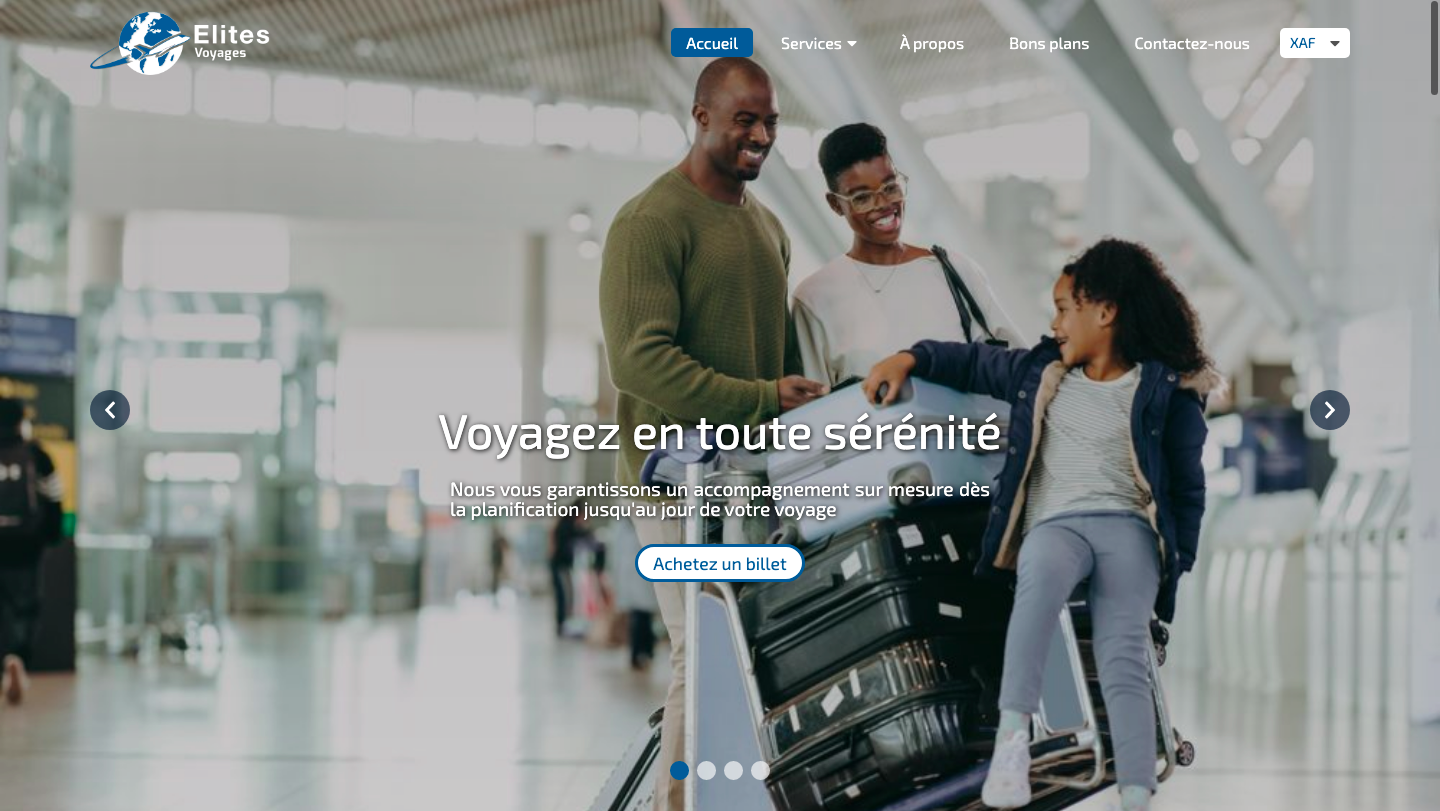 Elites
Voyages
Accueil
Services
À propos
Bons plans
Contactez-nous
XAF
Voyagez en toute sérénité
Nous vous garantissons un accompagnement sur mesure dès
la planification jusqu'au jour de votre voyage
Achetez un billet